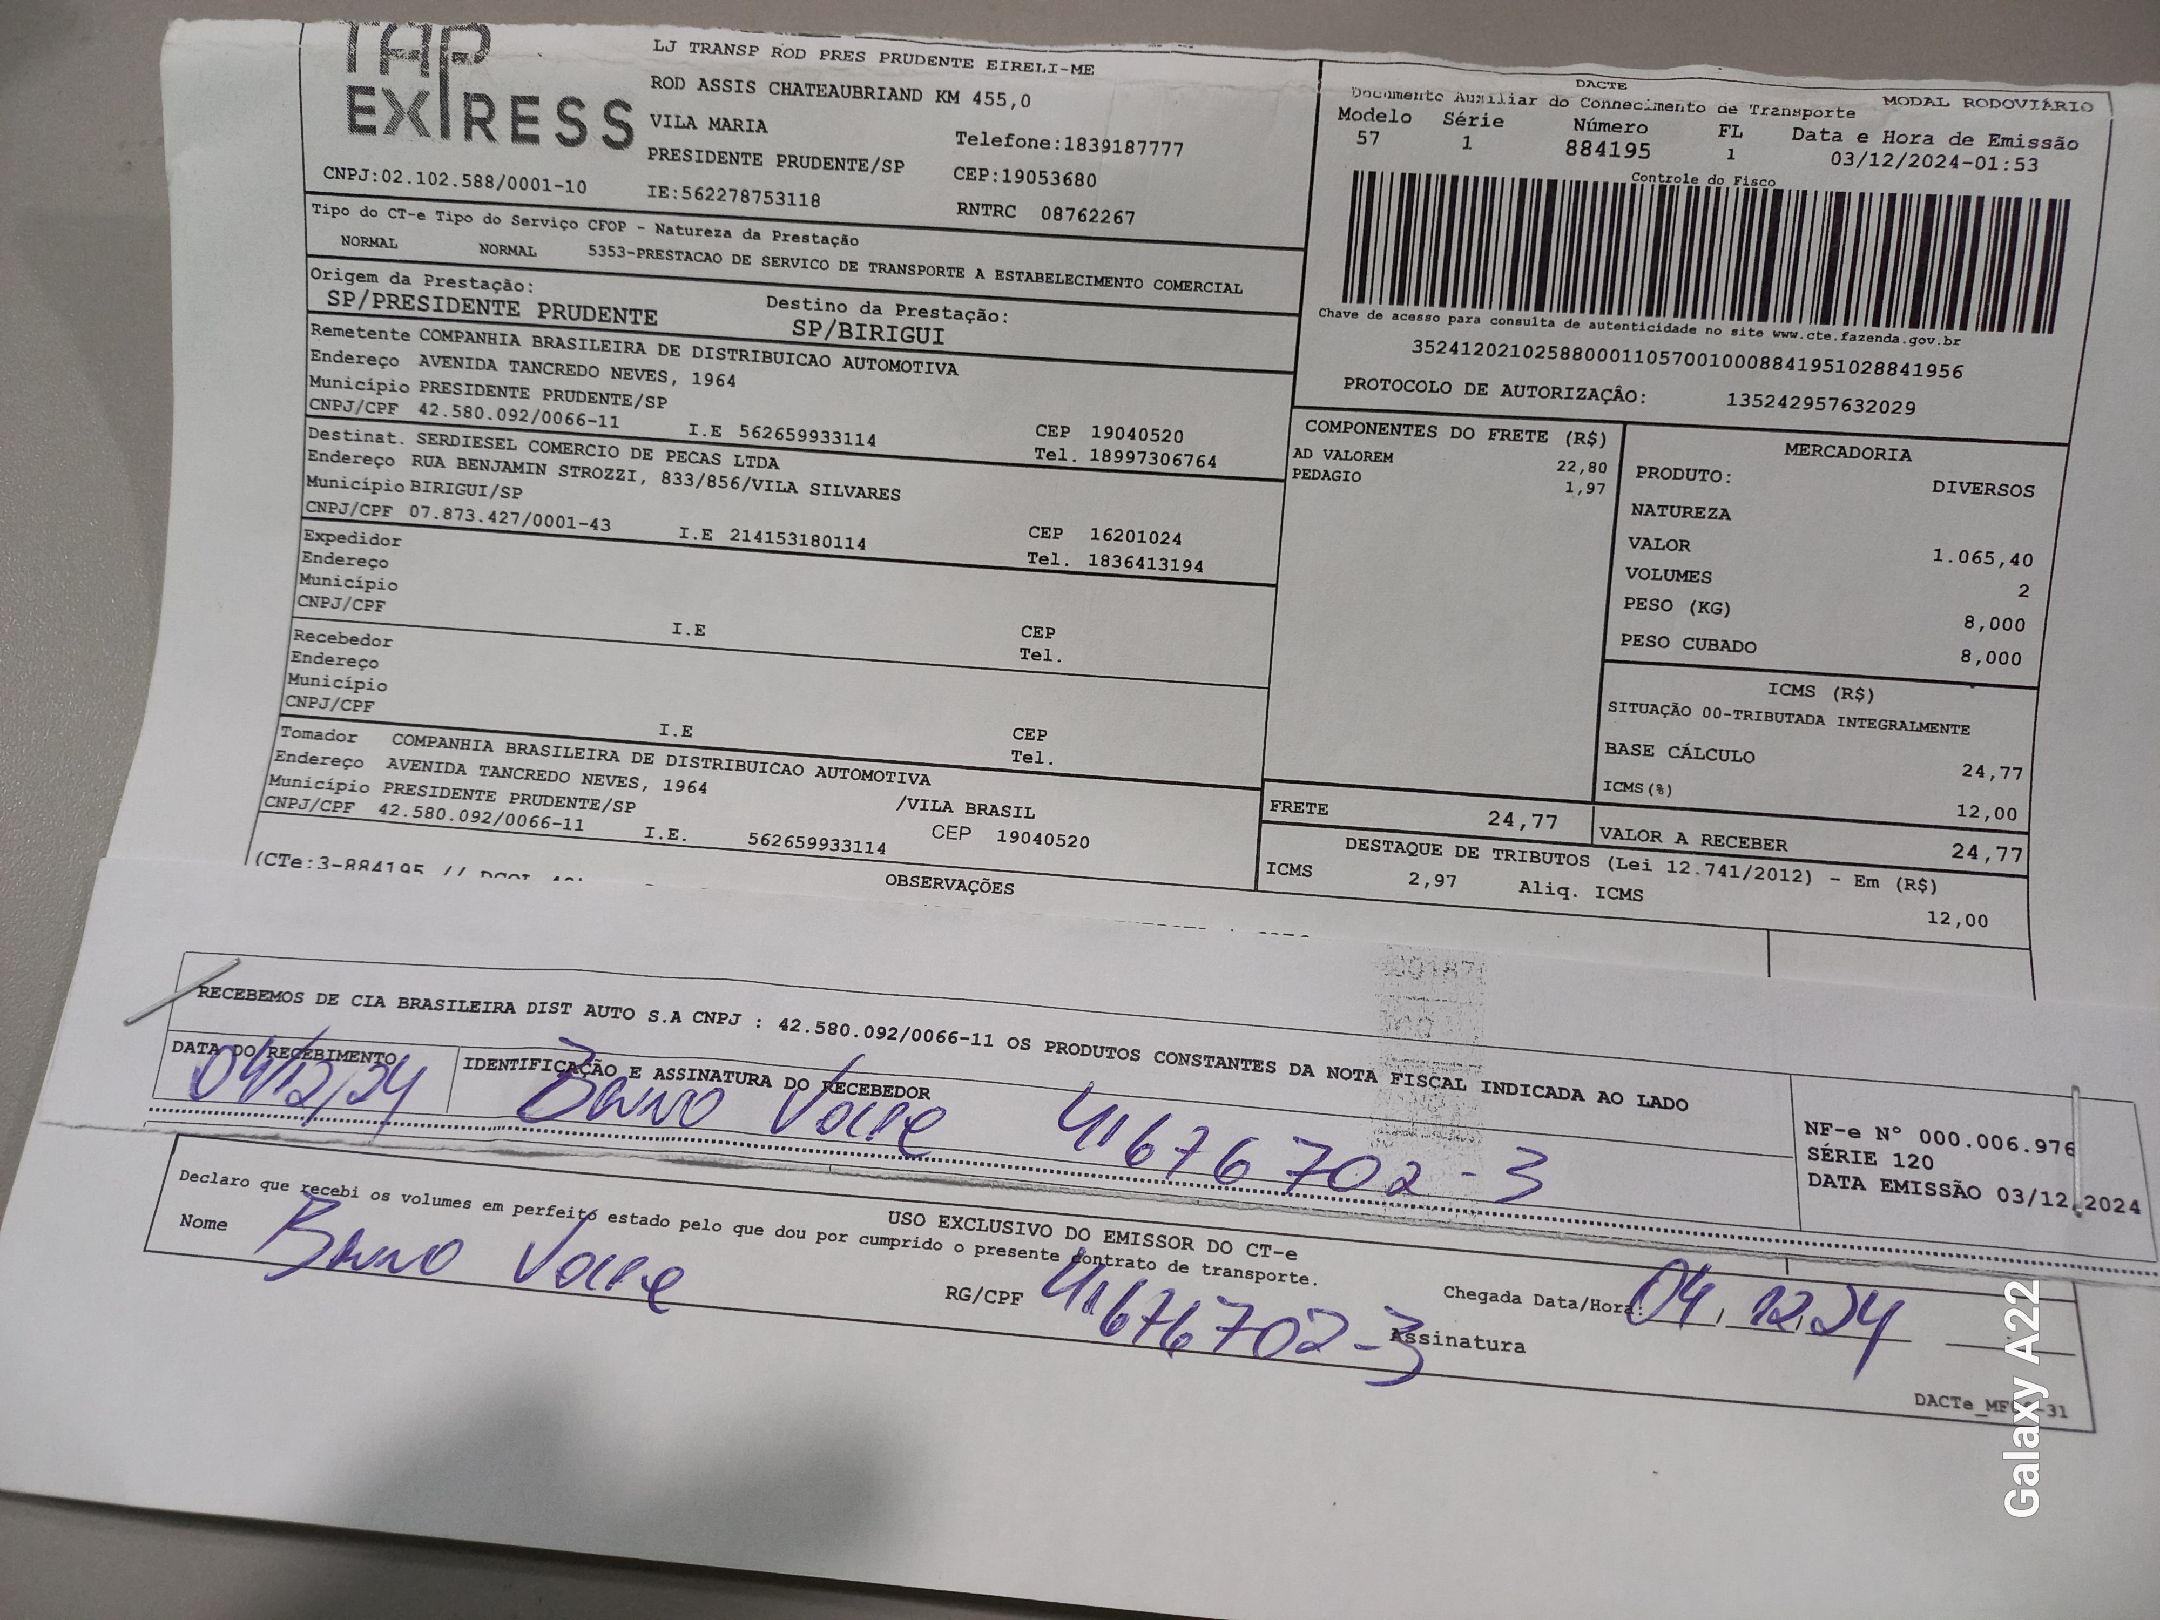 TAP
EXPRESS
CNPJ:02.102.588/0001-10
LJ TRANSP ROD PRES PRUDENTE EIRELI-ME
ROD ASSIS CHATEAUBRIAND KM 455,0
VILA MARIA
Telefone:1839187777
PRESIDENTE PRUDENTE/SP
CEP:19053680
IE:562278753118
RNTRC 08762267
DACTE
Documento Auxiliar do Conhecimento de Transporte
MODAL RODOVIÁRIO
Modelo Série Número FL Data e Hora de Emissão
57 1 884195 1 03/12/2024-01:53
Controle do Fisco
Chave de acesso para consulta de autenticidade no site www.cte.fazenda.gov.br
35241202102588000110570010008841951028841956
PROTOCOLO DE AUTORIZAÇÂO: 135242957632029
Tipo do CT-e Tipo do Serviço CFOP - Natureza da Prestação
NORMAL NORMAL 5353-PRESTACAO DE SERVICO DE TRANSPORTE A ESTABELECIMENTO COMERCIAL
Origem da Prestação: Destino da Prestação:
SP/PRESIDENTE PRUDENTE SP/BIRIGUI
Remetente COMPANHIA BRASILEIRA DE DISTRIBUICAO AUTOMOTIVA
Endereço AVENIDA TANCREDO NEVES, 1964
Município PRESIDENTE PRUDENTE/SP CEP 19040520
CNPJ/CPF 42.580.092/0066-11 I.E 562659933114 Tel. 18997306764
Destinat. SERDIESEL COMERCIO DE PECAS LTDA
Endereço RUA BENJAMIN STROZZI, 833/856/VILA SILVARES
Município BIRIGUI/SP CEP 16201024
CNPJ/CPF 07.873.427/0001-43 I.E 214153180114 Tel. 1836413194
Expedidor
Endereço
Município CEP
CNPJ/CPF I.E Tel.
Recebedor
Endereço
Município CEP
CNPJ/CPF I.E Tel.
Tomador COMPANHIA BRASILEIRA DE DISTRIBUICAO AUTOMOTIVA
Endereço AVENIDA TANCREDO NEVES, 1964 /VILA BRASIL
Município PRESIDENTE PRUDENTE/SP CEP 19040520
CNPJ/CPF 42.580.092/0066-11 I.E. 562659933114
COMPONENTES DO FRETE (R$)
AD VALOREM 22,80
PEDAGIO 1,97
MERCADORIA
PRODUTO: DIVERSOS
NATUREZA
VALOR 1.065,40
VOLUMES 2
PESO (KG) 8,000
PESO CUBADO 8,000
ICMS (R$)
SITUAÇÃO 00-TRIBUTADA INTEGRALMENTE
BASE CÁLCULO 24,77
ICMS(%) 12,00
FRETE 24,77 VALOR A RECEBER 24,77
DESTAQUE DE TRIBUTOS (Lei 12.741/2012) - Em (R$)
ICMS 2,97 Aliq. ICMS 12,00
OBSERVAÇÕES
(CTe:3-884195 //
RECEBEMOS DE CIA BRASILEIRA DIST AUTO S.A CNPJ : 42.580.092/0066-11 OS PRODUTOS CONSTANTES DA NOTA FISCAL INDICADA AO LADO
DATA DO RECEBIMENTO IDENTIFICAÇÃO E ASSINATURA DO RECEBEDOR
04/12/24 Bruno 41676702-3
NF-e N° 000.006.976
SÉRIE 120
DATA EMISSÃO 03/12/2024
USO EXCLUSIVO DO EMISSOR DO CT-e
Declaro que recebi os volumes em perfeito estado pelo que dou por cumprido o presente contrato de transporte.
Nome Bruno RG/CPF 41676702-3 Chegada Data/Hora: 04,12,24
Assinatura
Galaxy A22